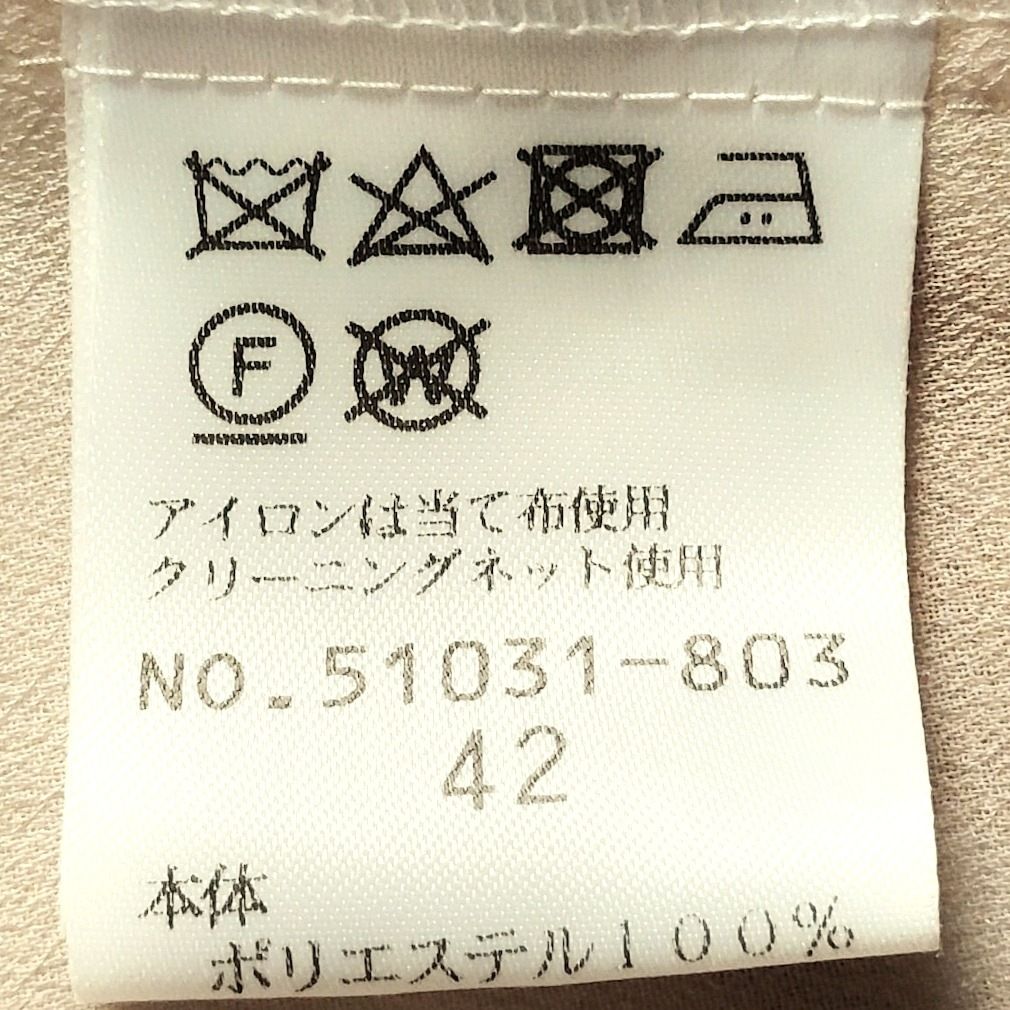 F W
アイロンは当て布使用
クリーニングネット使用
NO.51031-803
42
本体
ポリエステル100%